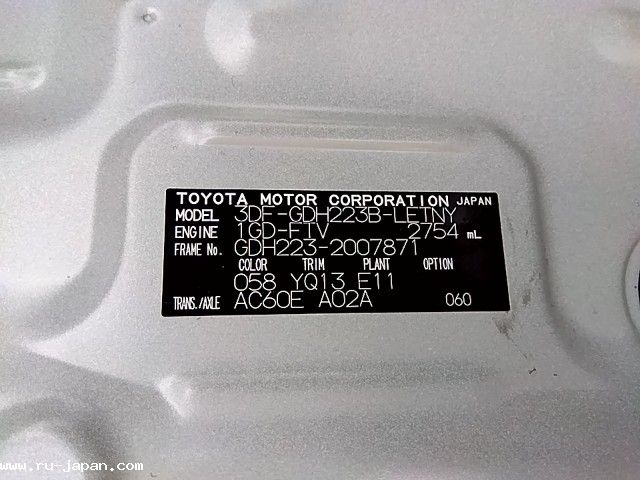 TOYOTA MOTOR CORPORATION JAPAN
MODEL 3DF-GDH223B-LETNY
ENGINE 1GD-FTV 2754 mL
FRAME No. GDH223-2007871
COLOR TRIM PLANT OPTION
058 YQ13 E11
TRANS./AXLE AC60E A02A 060
www.ru-japan.com